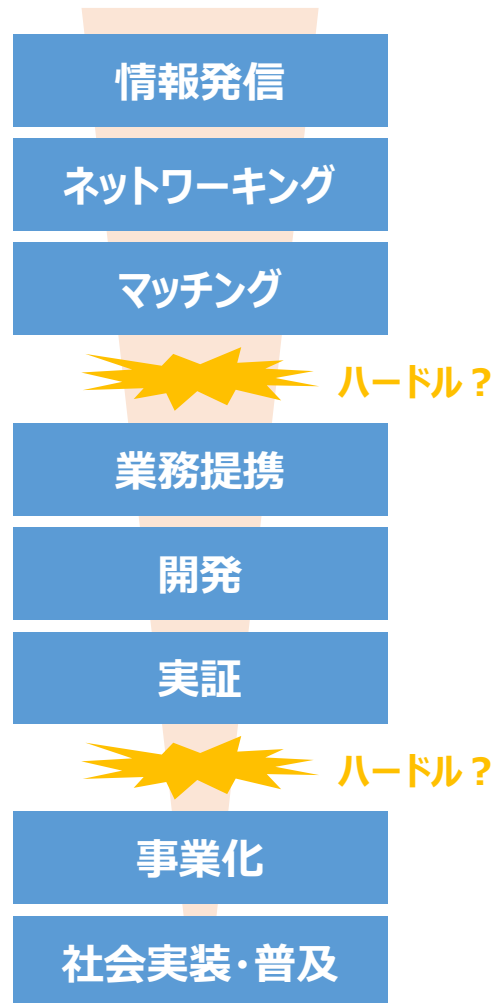 情報発信
ネットワーキング
マッチング
ハードル？
業務提携
開発
実証
ハードル？
事業化
社会実装・普及